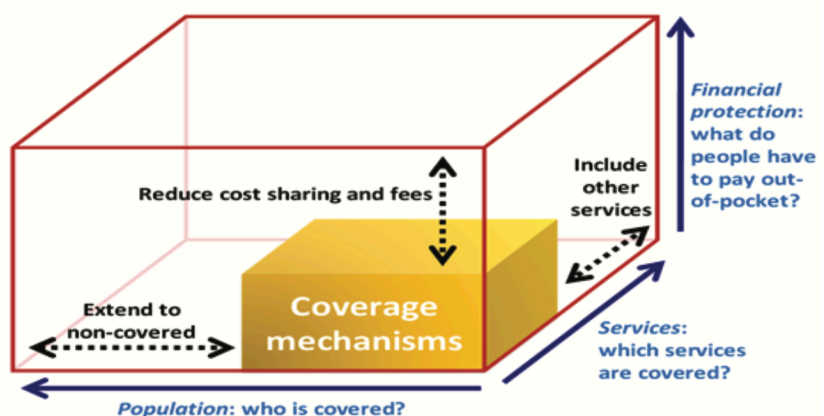 Financial
protection:
what do
people have
to pay out-
of-pocket?
Include
other
services
Reduce cost sharing and fees
Extend to
non-covered
Coverage
mechanisms
Services:
which services
are covered?
Population: who is covered?